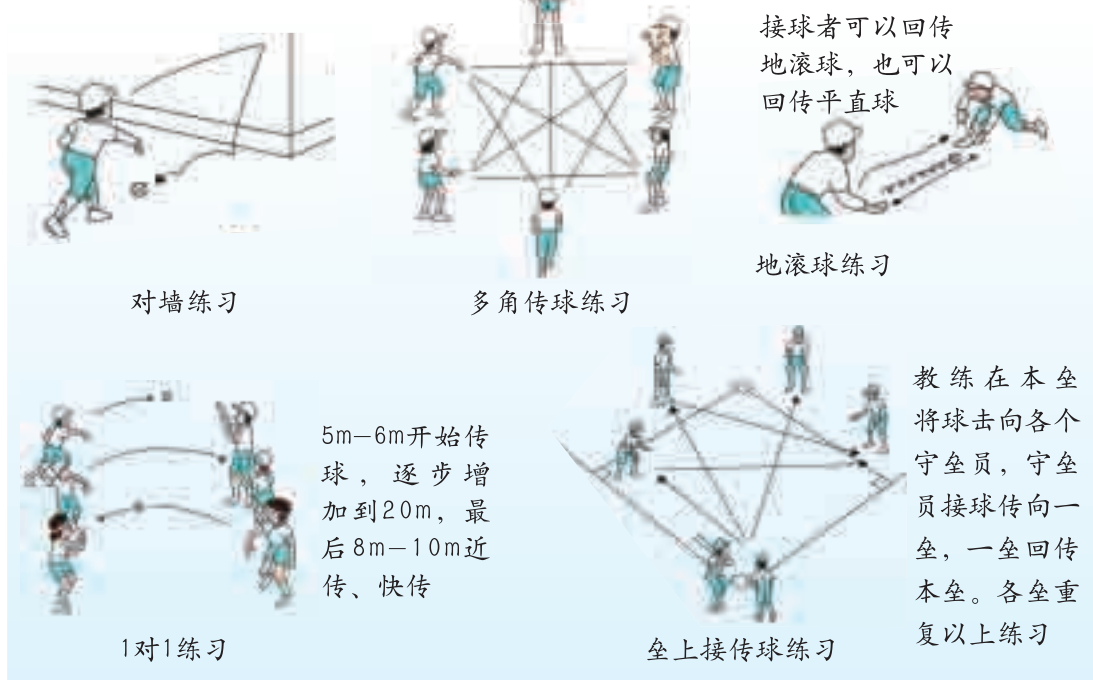 接球者可以回传
地滚球，也可以
回传平直球
地滚球练习
对墙练习
多角传球练习
5m—6m开始传
球，逐步增
加到20m，最
后8m—10m近
传、快传
1对1练习
教练在本垒
将球击向各个
守垒员，守垒
员接球传向一
垒，一垒回传
本垒。各垒重
复以上练习
垒上接传球练习